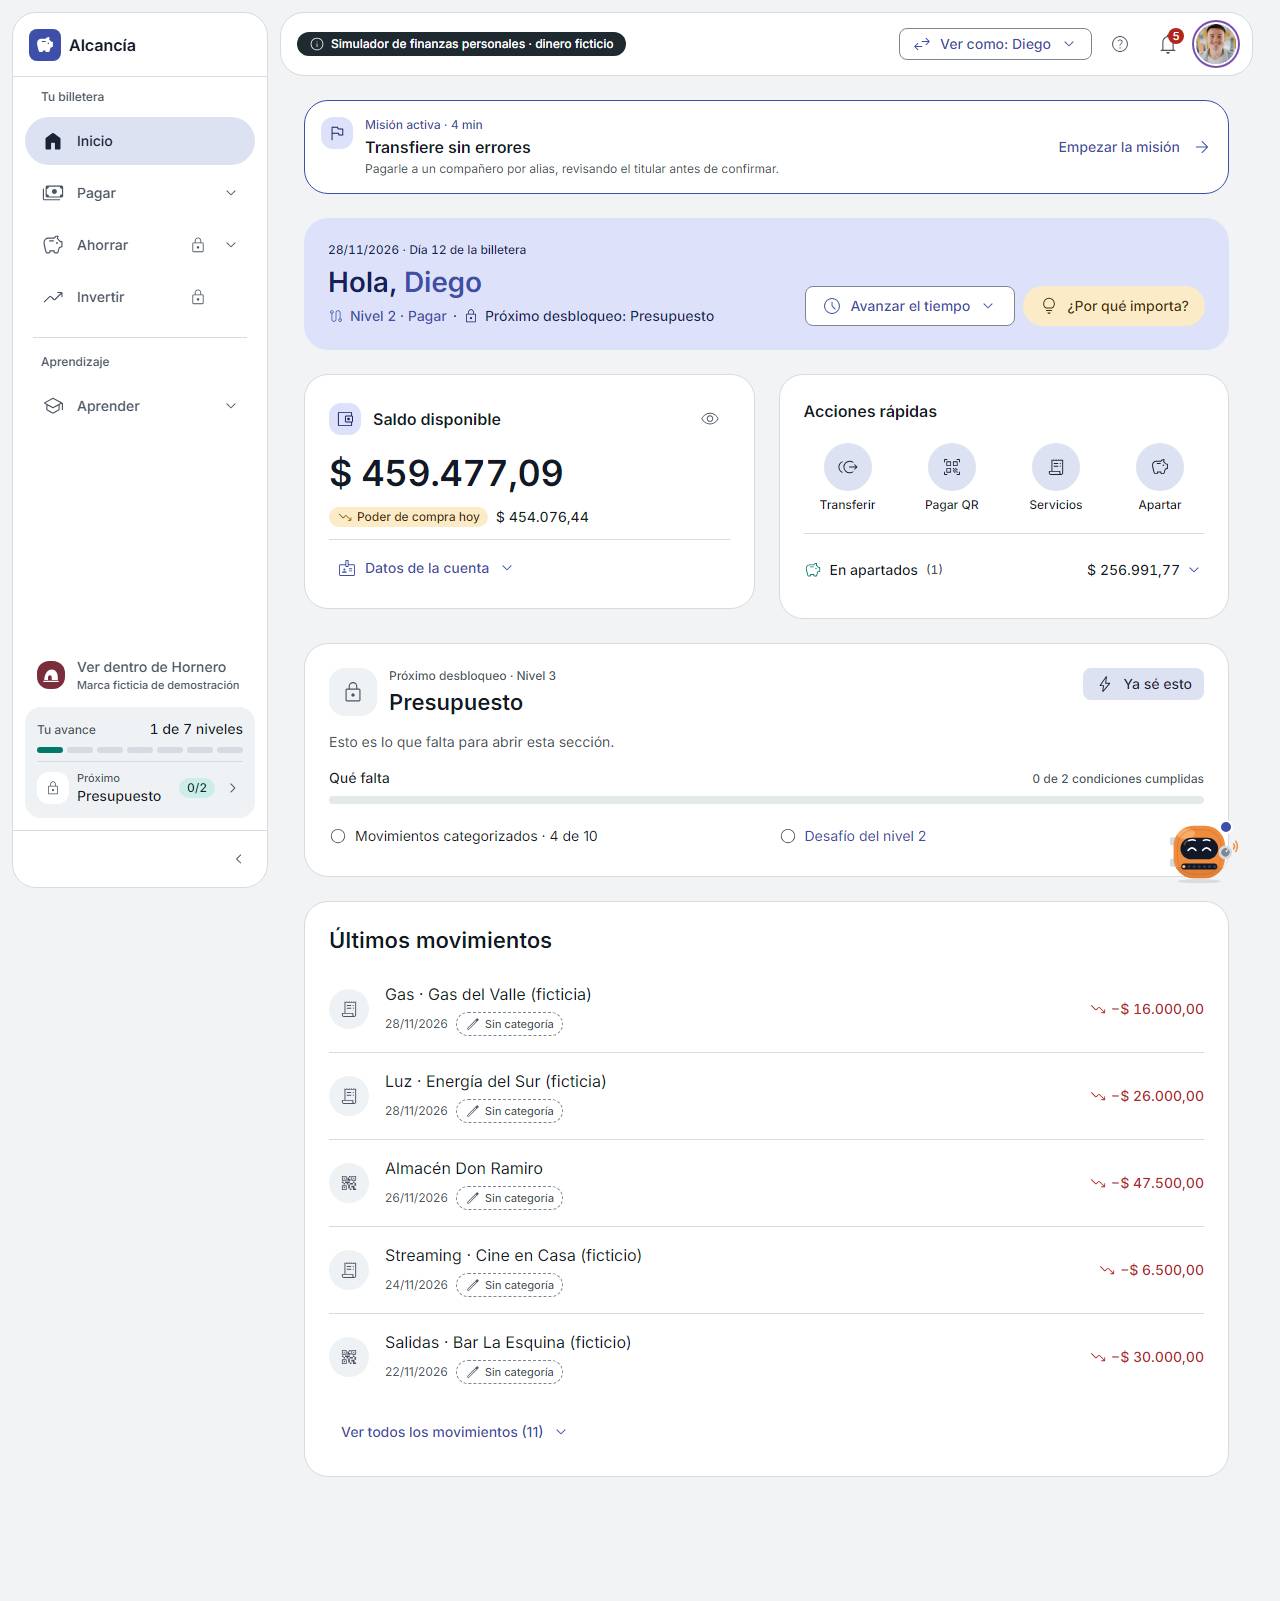 Alcancía
Tu billetera
Inicio
Pagar
Ahorrar
Invertir
Aprendizaje
Aprender
Ver dentro de Hornero
Marca ficticia de demostración
Tu avance 1 de 7 niveles
Próximo
Presupuesto 0/2
Simulador de finanzas personales · dinero ficticio
Ver como: Diego
5
Misión activa · 4 min
Transfiere sin errores
Pagarle a un compañero por alias, revisando el titular antes de confirmar.
Empezar la misión
28/11/2026 · Día 12 de la billetera
Hola, Diego
Nivel 2 · Pagar · Próximo desbloqueo: Presupuesto
Avanzar el tiempo
¿Por qué importa?
Saldo disponible
$ 459.477,09
Poder de compra hoy $ 454.076,44
Datos de la cuenta
Acciones rápidas
Transferir Pagar QR Servicios Apartar
En apartados (1) $ 256.991,77
Próximo desbloqueo · Nivel 3
Presupuesto
Ya sé esto
Esto es lo que falta para abrir esta sección.
Qué falta 0 de 2 condiciones cumplidas
Movimientos categorizados · 4 de 10 Desafío del nivel 2
Últimos movimientos
Gas · Gas del Valle (ficticia)
28/11/2026 Sin categoría
−$ 16.000,00
Luz · Energía del Sur (ficticia)
28/11/2026 Sin categoría
−$ 26.000,00
Almacén Don Ramiro
26/11/2026 Sin categoría
−$ 47.500,00
Streaming · Cine en Casa (ficticio)
24/11/2026 Sin categoría
−$ 6.500,00
Salidas · Bar La Esquina (ficticio)
22/11/2026 Sin categoría
−$ 30.000,00
Ver todos los movimientos (11)